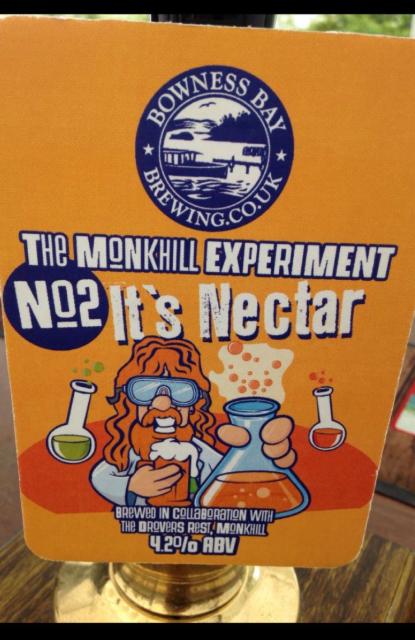 BOWNESS BAY
BREWING.CO.UK
THE MONKHILL EXPERIMENT
No2 It's Nectar
BREWED IN COLLABORATION WITH
THE DROVERS REST, MONKHILL
4.2% ABV